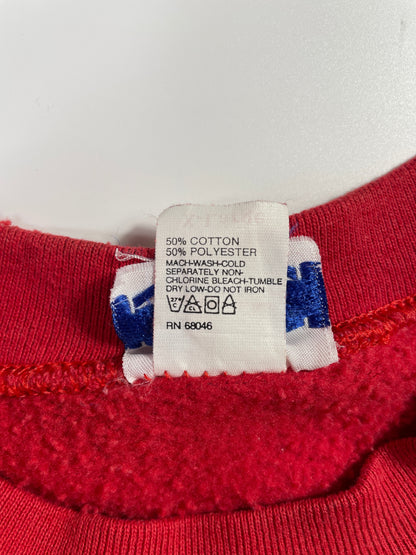 50% COTTON
50% POLYESTER
MACH-WASH-COLD
SEPARATELY NON-
CHLORINE BLEACH-TUMBLE
DRY LOW-DO NOT IRON
CL
RN 68046